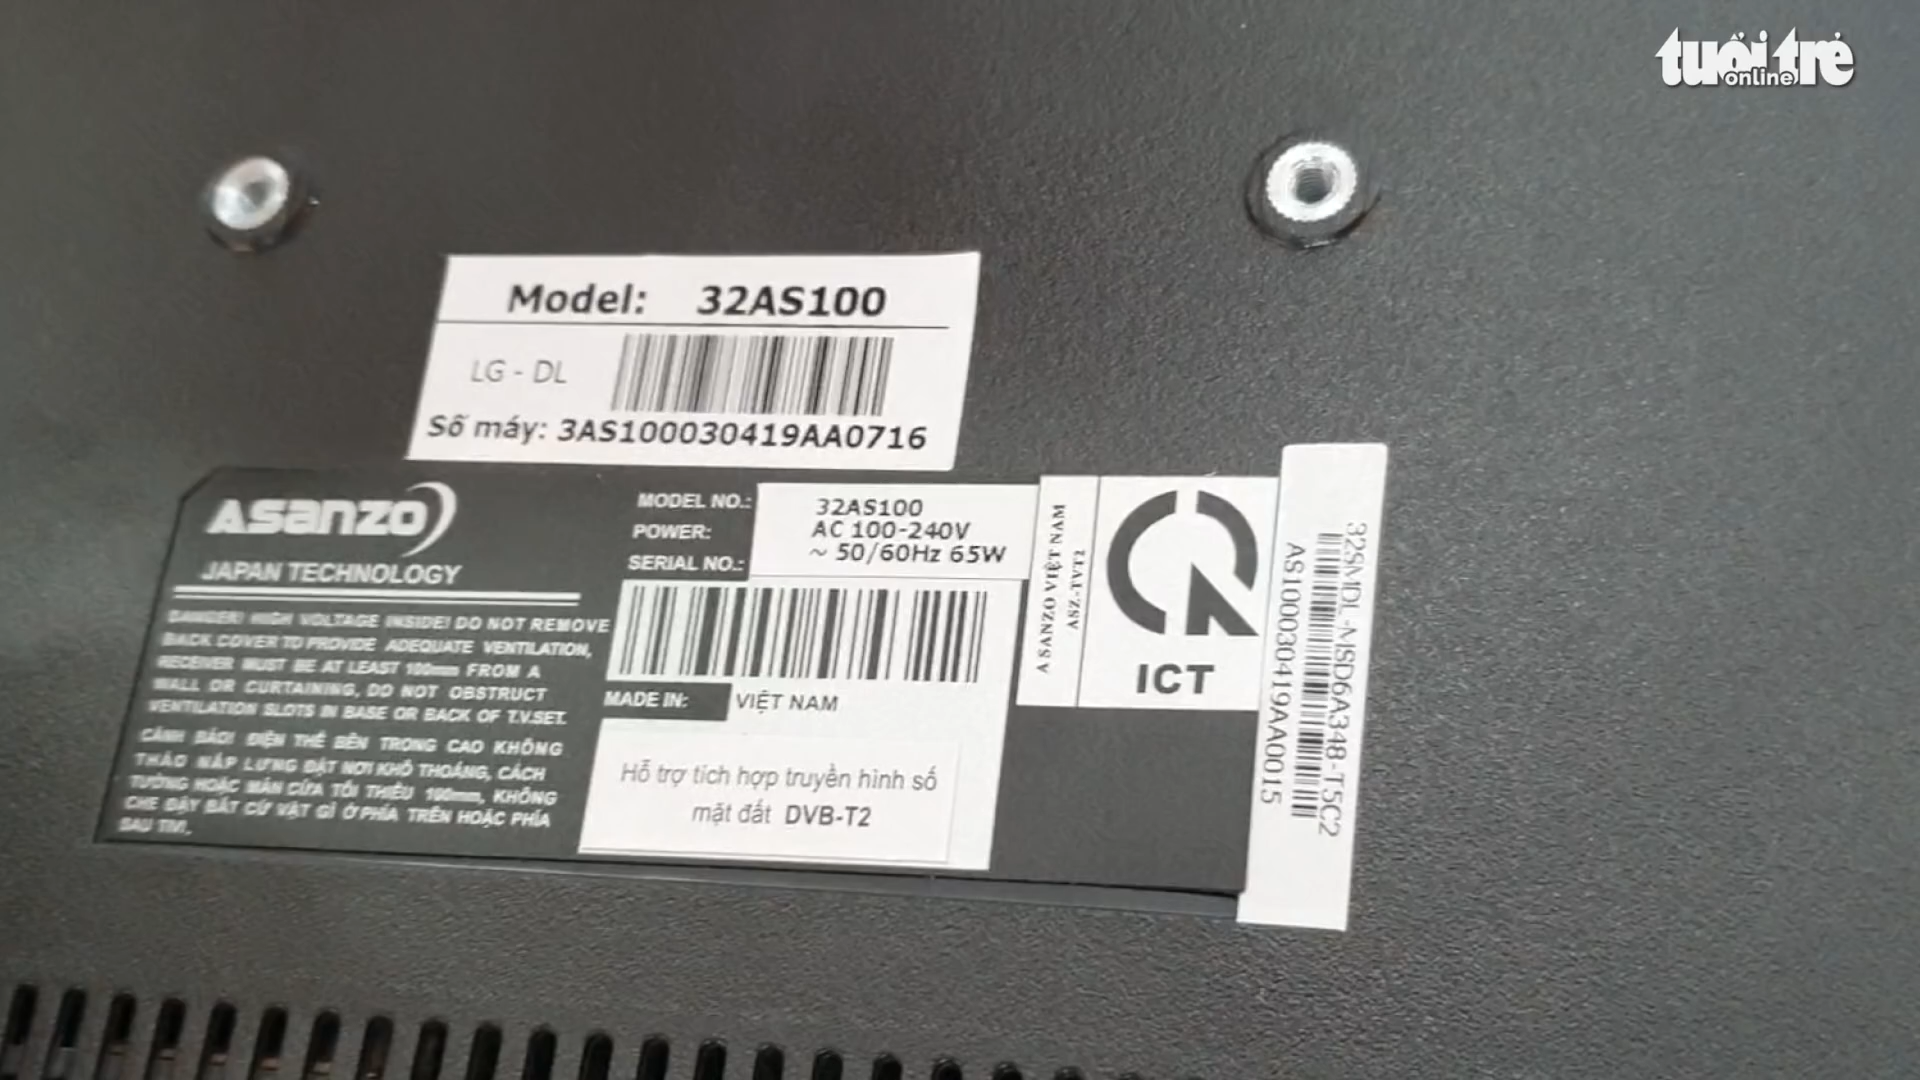 tuổi trẻ
online
Model: 32AS100
LG - DL
Số máy: 3AS100030419AA0716
ASANZO
JAPAN TECHNOLOGY
DANGER! HIGH VOLTAGE INSIDE! DO NOT REMOVE
BACK COVER TO PROVIDE ADEQUATE VENTILATION,
RECEIVER MUST BE AT LEAST 100mm FROM A
WALL OR CURTAINING, DO NOT OBSTRUCT
VENTILATION SLOTS IN BASE OR BACK OF T.V.SET.
CẢNH BÁO! ĐIỆN THẾ BÊN TRONG CAO KHÔNG
THÁO NẮP LƯNG ĐẶT NƠI KHÔ THOÁNG, CÁCH
TƯỜNG HOẶC MÀN CỬA TỐI THIỂU 100mm, KHÔNG
CHE ĐẬY BẤT CỨ VẬT GÌ Ở PHÍA TRÊN HOẶC PHÍA
SAU TIVI.
MODEL NO.: 32AS100
POWER: AC 100-240V
~ 50/60Hz 65W
SERIAL NO.:
MADE IN: VIỆT NAM
Hỗ trợ tích hợp truyền hình số
mặt đất DVB-T2
ASANZO VIỆT NAM
ASZ-TVT2
ICT
32SMDL-MSD6A348-T5C2
AS100030419AA0015